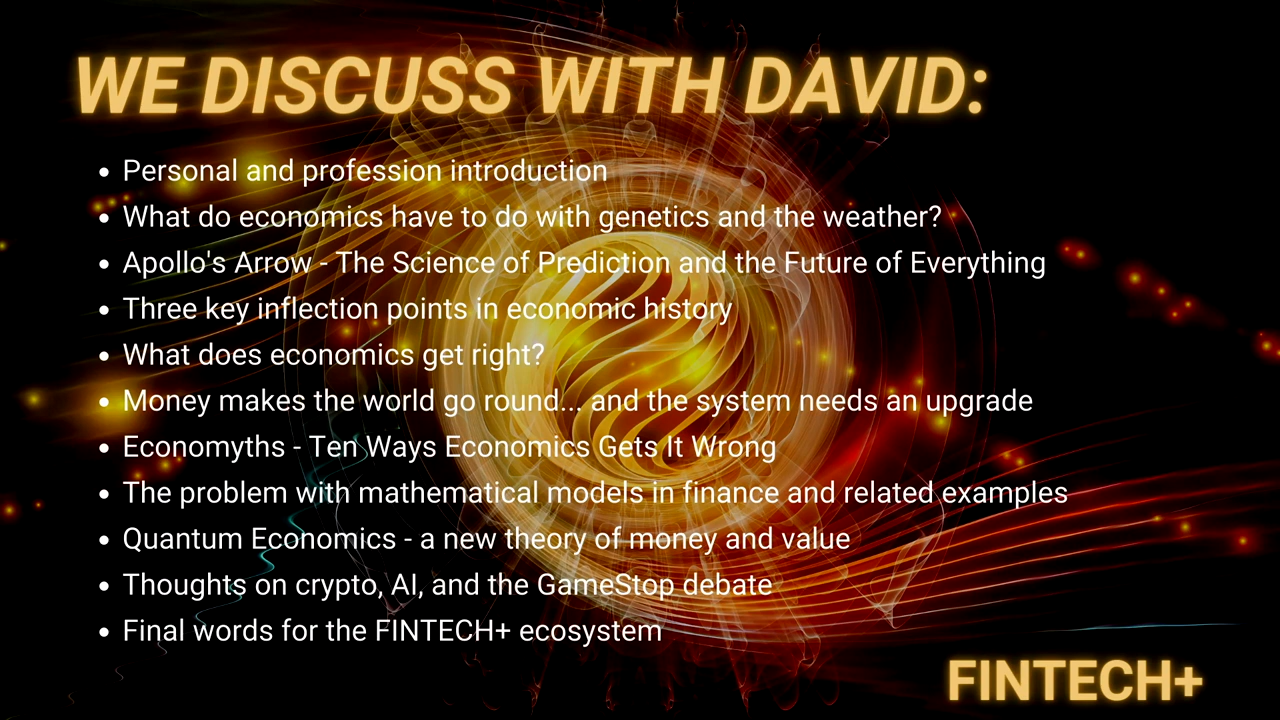 WE DISCUSS WITH DAVID:
• Personal and profession introduction
• What do economics have to do with genetics and the weather?
• Apollo's Arrow - The Science of Prediction and the Future of Everything
• Three key inflection points in economic history
• What does economics get right?
• Money makes the world go round... and the system needs an upgrade
• Economyths - Ten Ways Economics Gets It Wrong
• The problem with mathematical models in finance and related examples
• Quantum Economics - a new theory of money and value
• Thoughts on crypto, AI, and the GameStop debate
• Final words for the FINTECH+ ecosystem
FINTECH+